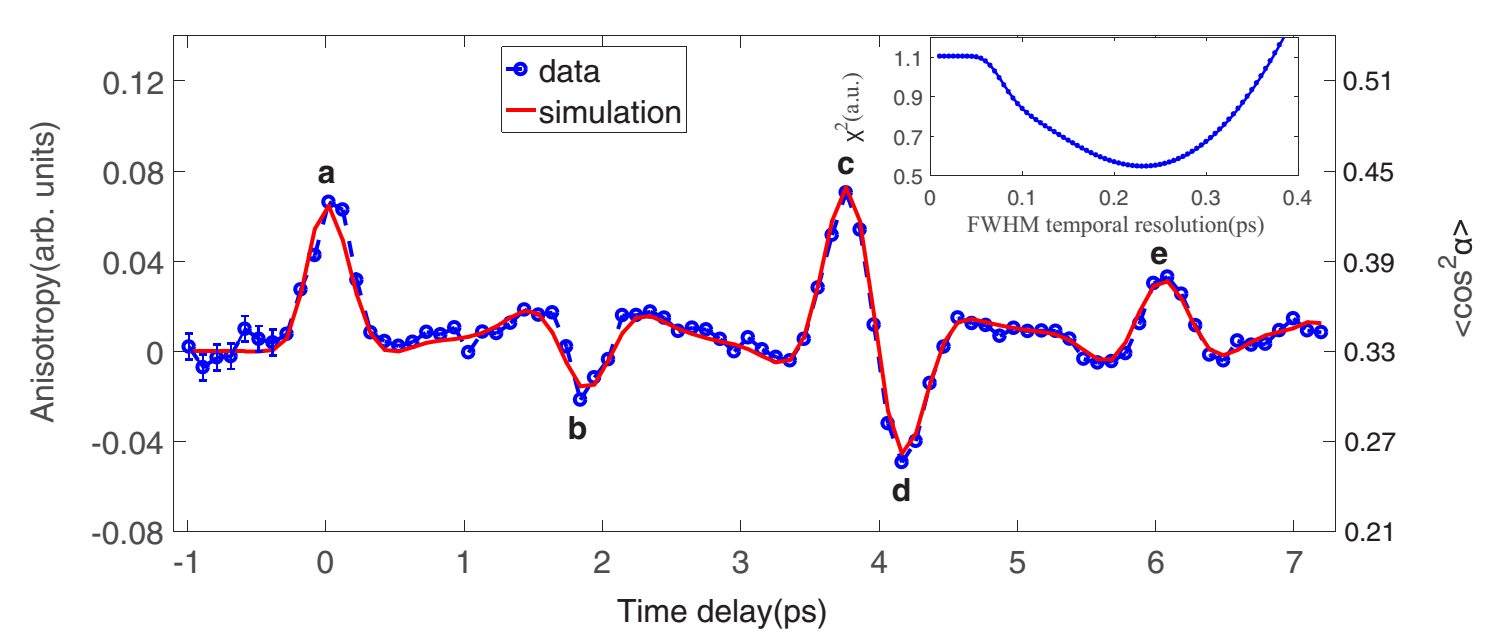 data
simulation
a
b
c
d
e
0.12
0.08
0.04
0
-0.04
-0.08
Anisotropy(arb. units)
-1
0
1
2
3
4
5
6
7
Time delay(ps)
0.51
0.45
0.39
0.33
0.27
0.21
<cos²α>
1.1
0.9
0.7
0.5
χ²(a.u.)
0
0.1
0.2
0.3
0.4
FWHM temporal resolution(ps)